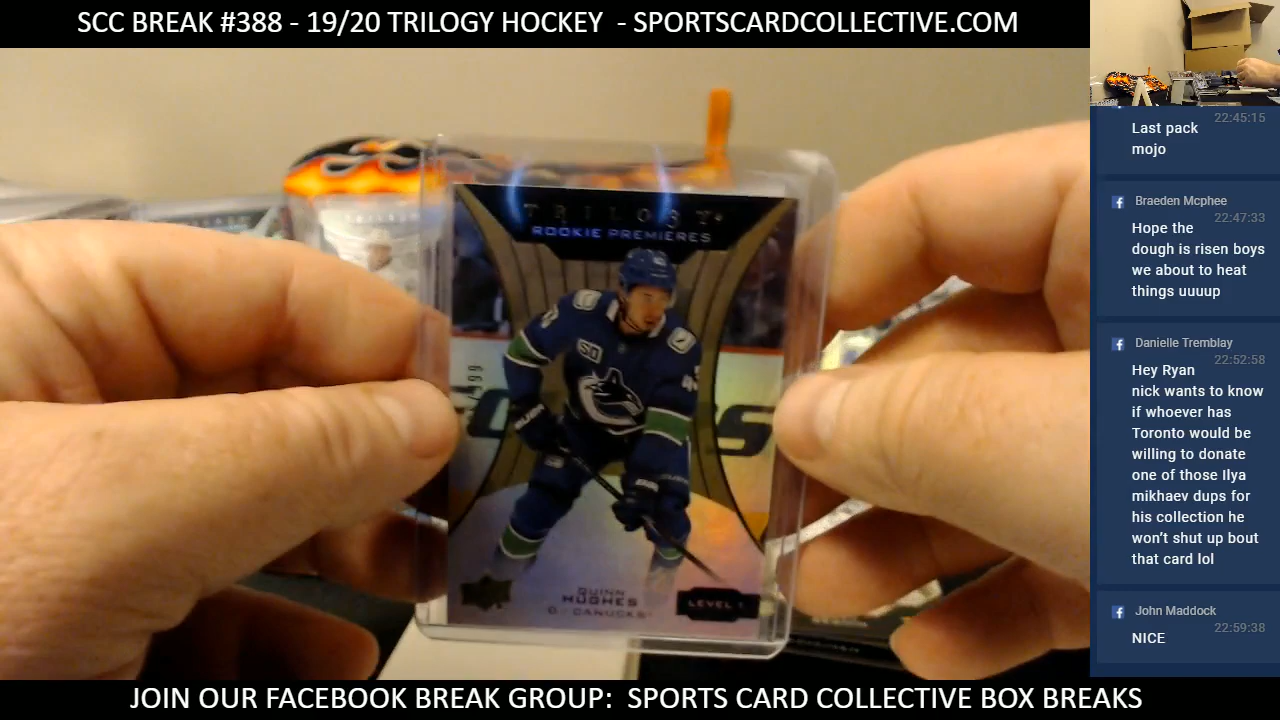 SCC BREAK #388 - 19/20 TRILOGY HOCKEY - SPORTSCARDCOLLECTIVE.COM
TRILOGY
ROOKIE PREMIERES
50
QUINN
HUGHES
D - CANUCKS
LEVEL 1
22:45:15
Last pack
mojo
Braeden Mcphee
22:47:33
Hope the
dough is risen boys
we about to heat
things uuuup
Danielle Tremblay
22:52:58
Hey Ryan
nick wants to know
if whoever has
Toronto would be
willing to donate
one of those Ilya
mikhaev dups for
his collection he
won't shut up bout
that card lol
John Maddock
22:59:38
NICE
JOIN OUR FACEBOOK BREAK GROUP: SPORTS CARD COLLECTIVE BOX BREAKS